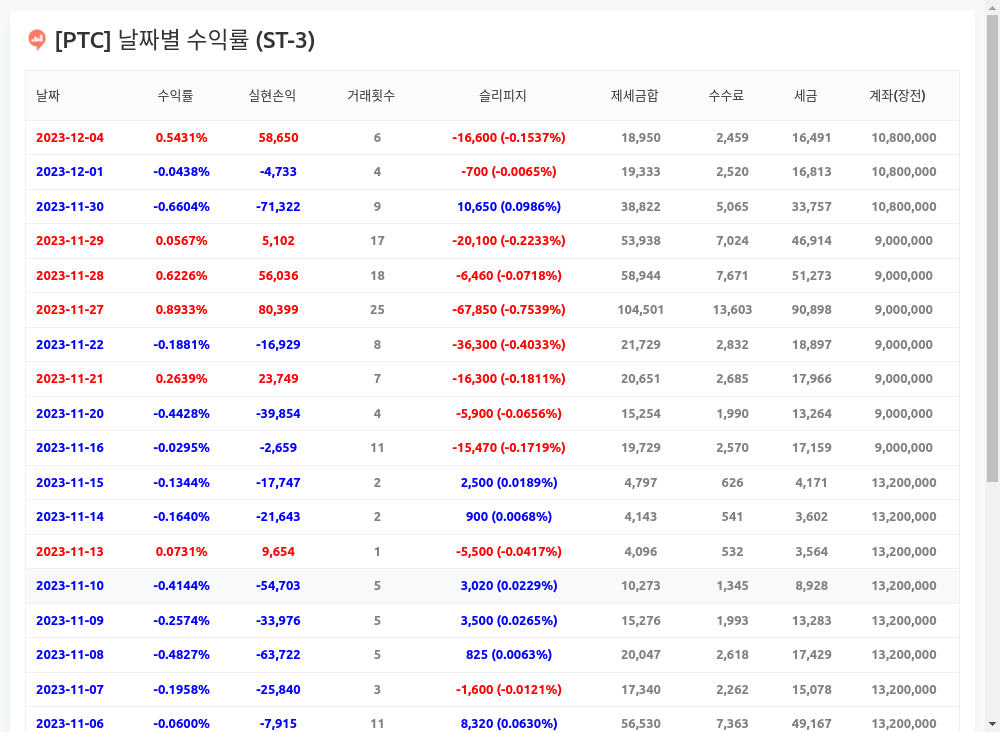 [PTC] 날짜별 수익률 (ST-3)
날짜 수익률 실현손익 거래횟수 슬리피지 제세금합 수수료 세금 계좌(장전)
2023-12-04 0.5431% 58,650 6 -16,600 (-0.1537%) 18,950 2,459 16,491 10,800,000
2023-12-01 -0.0438% -4,733 4 -700 (-0.0065%) 19,333 2,520 16,813 10,800,000
2023-11-30 -0.6604% -71,322 9 10,650 (0.0986%) 38,822 5,065 33,757 10,800,000
2023-11-29 0.0567% 5,102 17 -20,100 (-0.2233%) 53,938 7,024 46,914 9,000,000
2023-11-28 0.6226% 56,036 18 -6,460 (-0.0718%) 58,944 7,671 51,273 9,000,000
2023-11-27 0.8933% 80,399 25 -67,850 (-0.7539%) 104,501 13,603 90,898 9,000,000
2023-11-22 -0.1881% -16,929 8 -36,300 (-0.4033%) 21,729 2,832 18,897 9,000,000
2023-11-21 0.2639% 23,749 7 -16,300 (-0.1811%) 20,651 2,685 17,966 9,000,000
2023-11-20 -0.4428% -39,854 4 -5,900 (-0.0656%) 15,254 1,990 13,264 9,000,000
2023-11-16 -0.0295% -2,659 11 -15,470 (-0.1719%) 19,729 2,570 17,159 9,000,000
2023-11-15 -0.1344% -17,747 2 2,500 (0.0189%) 4,797 626 4,171 13,200,000
2023-11-14 -0.1640% -21,643 2 900 (0.0068%) 4,143 541 3,602 13,200,000
2023-11-13 0.0731% 9,654 1 -5,500 (-0.0417%) 4,096 532 3,564 13,200,000
2023-11-10 -0.4144% -54,703 5 3,020 (0.0229%) 10,273 1,345 8,928 13,200,000
2023-11-09 -0.2574% -33,976 5 3,500 (0.0265%) 15,276 1,993 13,283 13,200,000
2023-11-08 -0.4827% -63,722 5 825 (0.0063%) 20,047 2,618 17,429 13,200,000
2023-11-07 -0.1958% -25,840 3 -1,600 (-0.0121%) 17,340 2,262 15,078 13,200,000
2023-11-06 -0.0600% -7,915 11 8,320 (0.0630%) 56,530 7,363 49,167 13,200,000